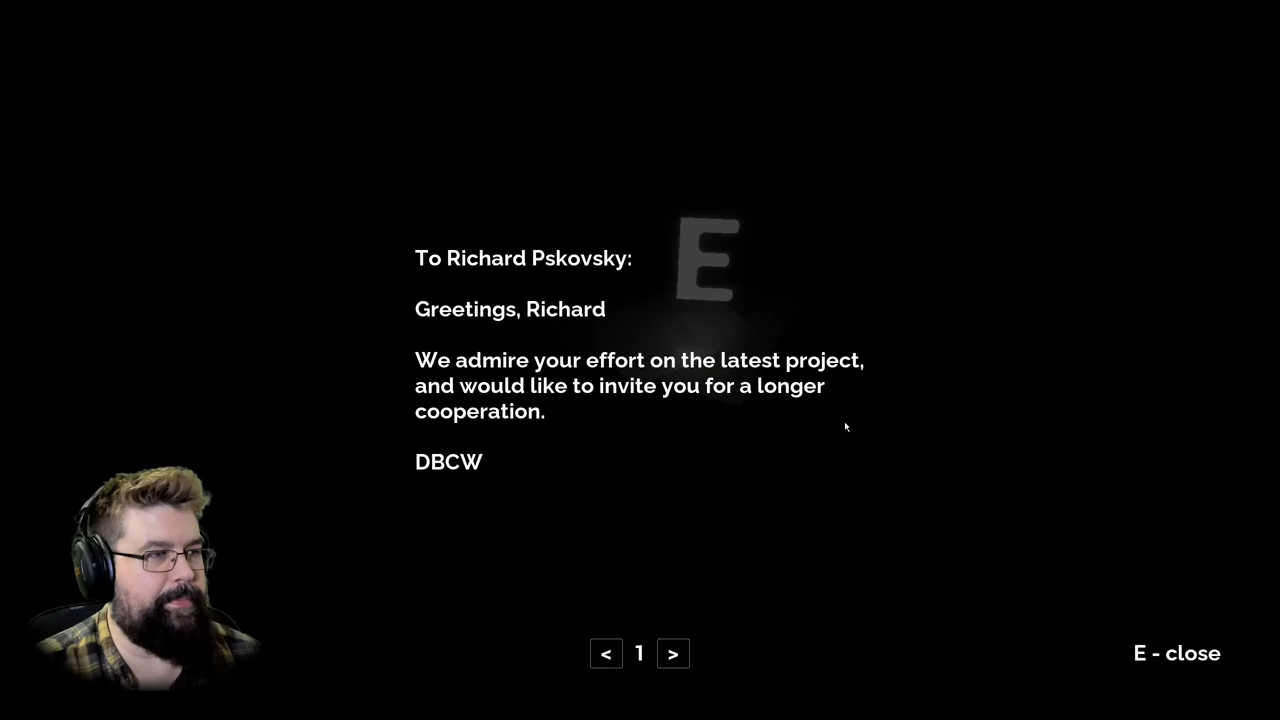 E
To Richard Pskovsky:
Greetings, Richard
We admire your effort on the latest project,
and would like to invite you for a longer
cooperation.
DBCW
< 1 >
E - close